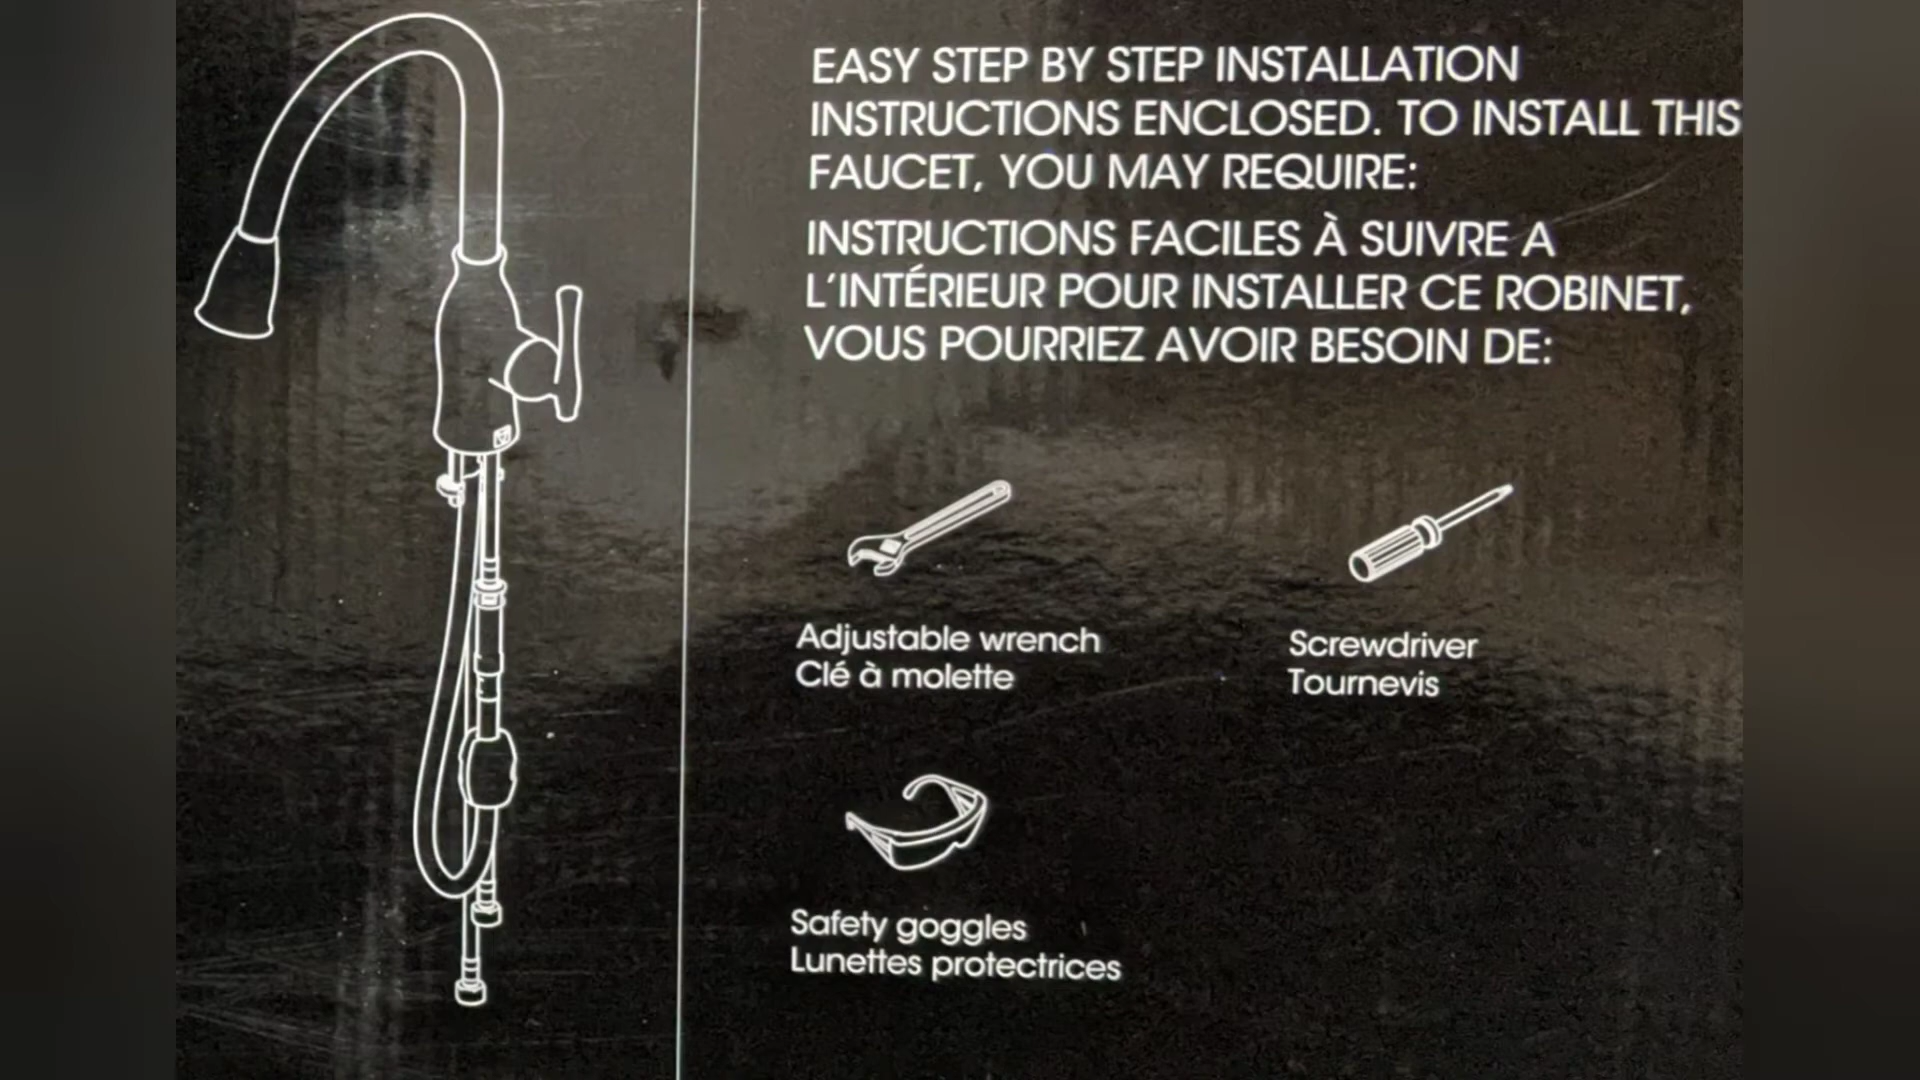 EASY STEP BY STEP INSTALLATION
INSTRUCTIONS ENCLOSED. TO INSTALL THIS
FAUCET, YOU MAY REQUIRE:
INSTRUCTIONS FACILES À SUIVRE A
L'INTÉRIEUR POUR INSTALLER CE ROBINET,
VOUS POURRIEZ AVOIR BESOIN DE:
Adjustable wrench
Clé à molette
Screwdriver
Tournevis
Safety goggles
Lunettes protectrices